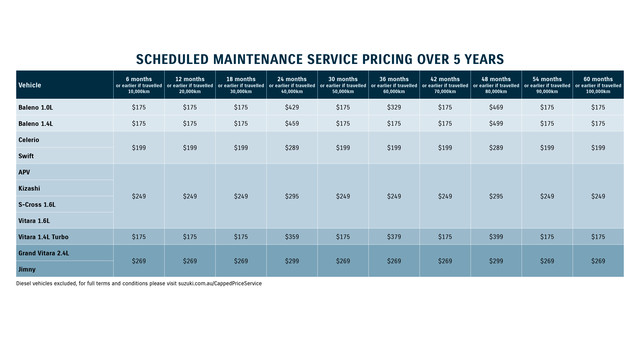 SCHEDULED MAINTENANCE SERVICE PRICING OVER 5 YEARS
Vehicle 6 months 12 months 18 months 24 months 30 months 36 months 42 months 48 months 54 months 60 months
or earlier if travelled or earlier if travelled or earlier if travelled or earlier if travelled or earlier if travelled or earlier if travelled or earlier if travelled or earlier if travelled or earlier if travelled or earlier if travelled
10,000km 20,000km 30,000km 40,000km 50,000km 60,000km 70,000km 80,000km 90,000km 100,000km
Baleno 1.0L $175 $175 $175 $429 $175 $329 $175 $469 $175 $175
Baleno 1.4L $175 $175 $175 $459 $175 $175 $175 $499 $175 $175
Celerio
$199 $199 $199 $289 $199 $199 $199 $289 $199 $199
Swift
APV
Kizashi
$249 $249 $249 $295 $249 $249 $249 $295 $249 $249
S-Cross 1.6L
Vitara 1.6L
Vitara 1.4L Turbo $175 $175 $175 $359 $175 $379 $175 $399 $175 $175
Grand Vitara 2.4L
$269 $269 $269 $299 $269 $269 $269 $299 $269 $269
Jimny
Diesel vehicles excluded, for full terms and conditions please visit suzuki.com.au/CappedPriceService